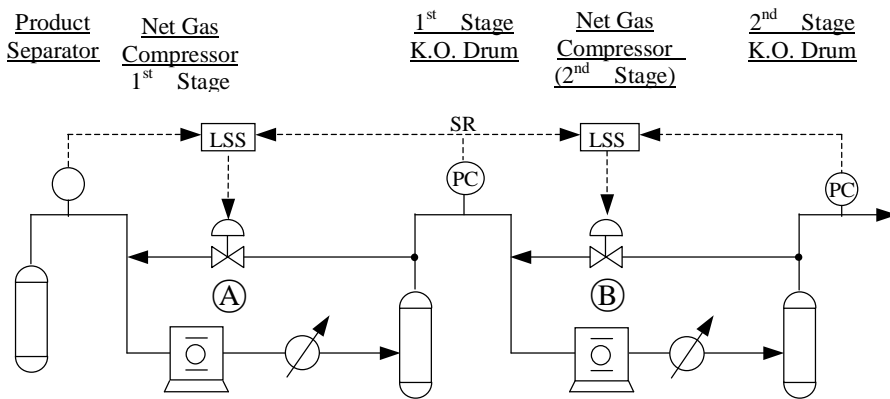 Product
Separator
Net Gas
Compressor
1st Stage
1st Stage
K.O. Drum
Net Gas
Compressor
(2nd Stage)
2nd Stage
K.O. Drum
LSS
SR
LSS
PC
PC
A
B